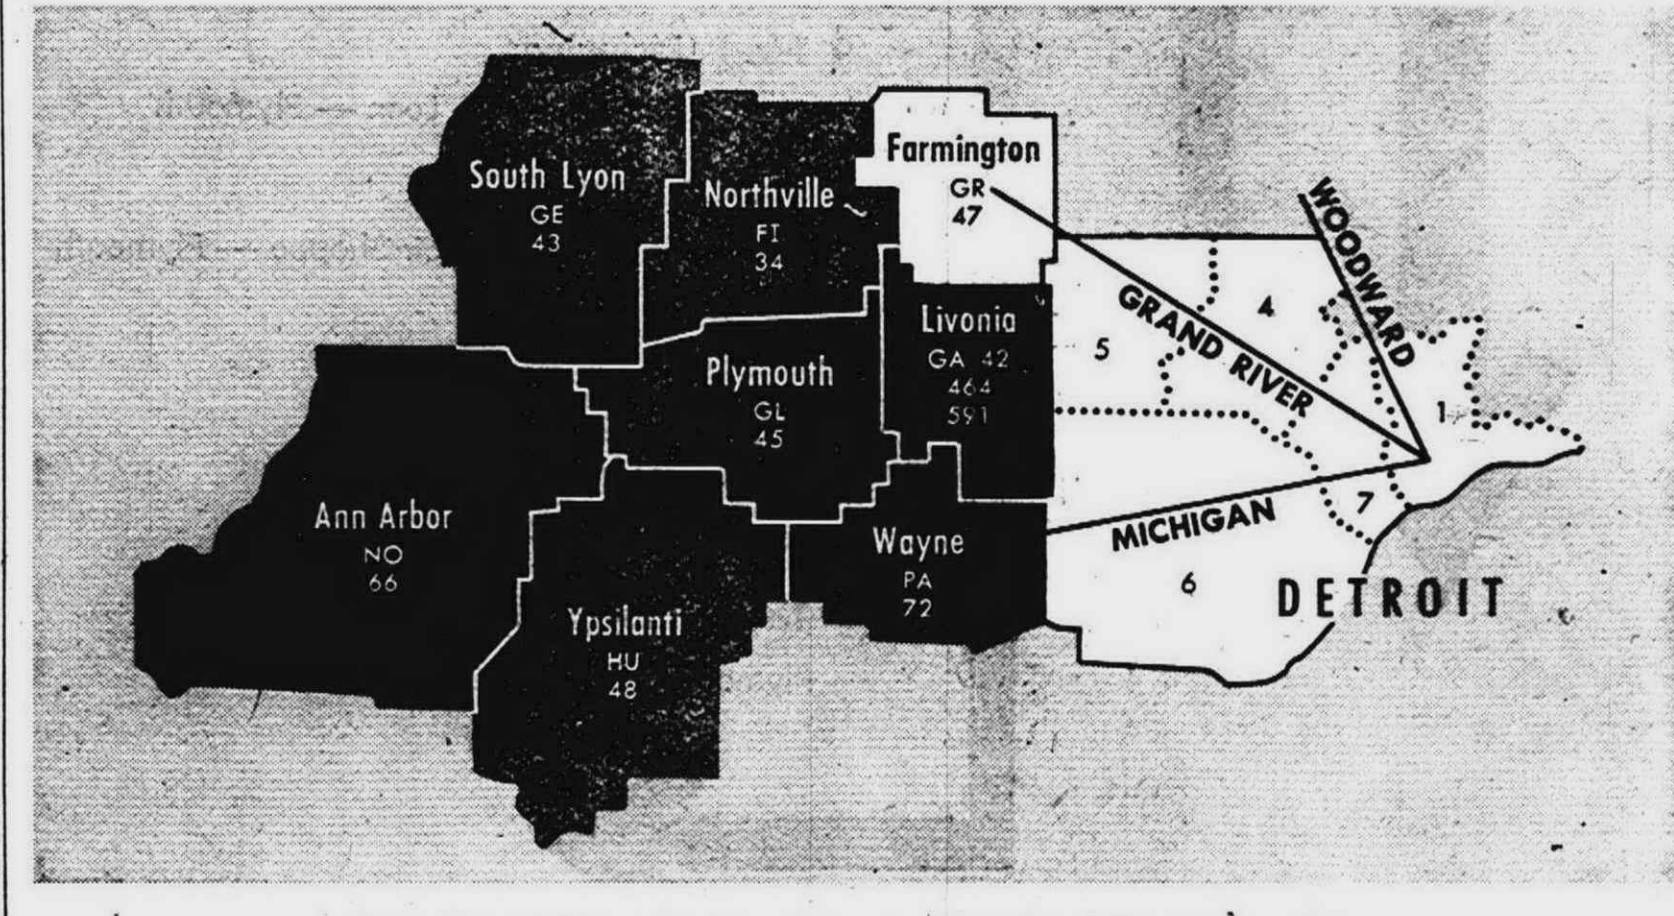 South Lyon
GE
43
Northville
FI
34
Farmington
GR
47
Livonia
GA 42
464
591
Plymouth
GL
45
Ann Arbor
NO
66
Ypsilanti
HU
48
Wayne
PA
72
WOODWARD
GRAND RIVER
MICHIGAN
4
5
1
7
6
DETROIT